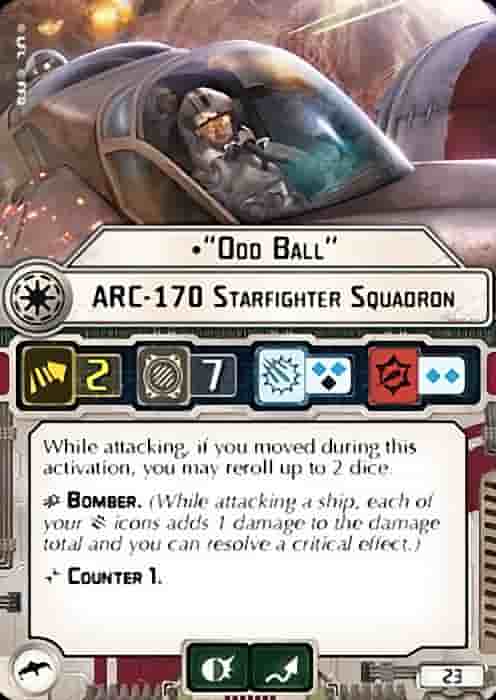 •"Odd Ball"
ARC-170 Starfighter Squadron
2 7
While attacking, if you moved during this
activation, you may reroll up to 2 dice.
Bomber. (While attacking a ship, each of
your icons adds 1 damage to the damage
total and you can resolve a critical effect.)
Counter 1.
23